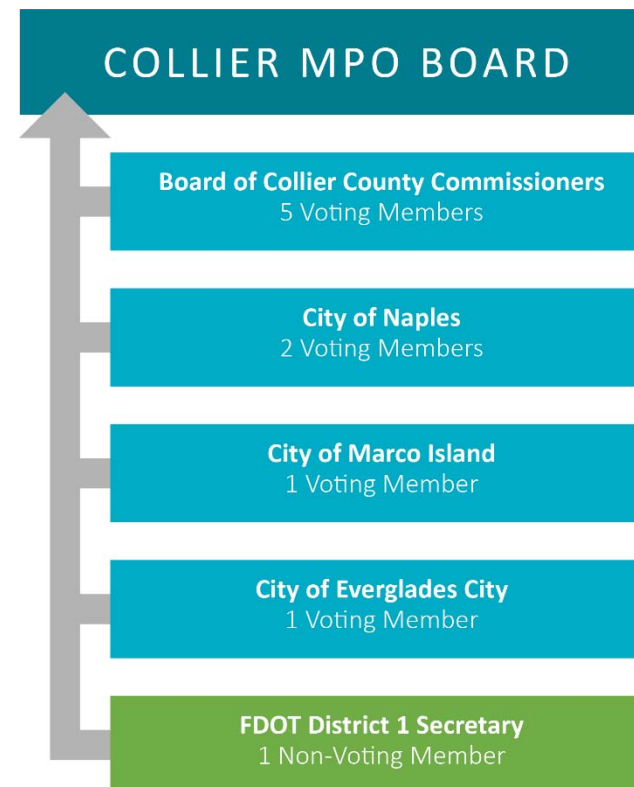 COLLIER MPO BOARD
Board of Collier County Commissioners
5 Voting Members
City of Naples
2 Voting Members
City of Marco Island
1 Voting Member
City of Everglades City
1 Voting Member
FDOT District 1 Secretary
1 Non-Voting Member